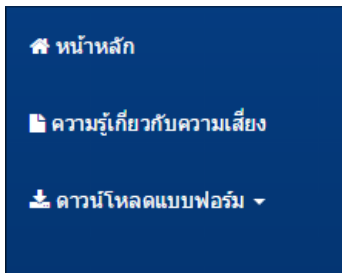 หน้าหลัก
ความรู้เกี่ยวกับความเสี่ยง
ดาวน์โหลดแบบฟอร์ม